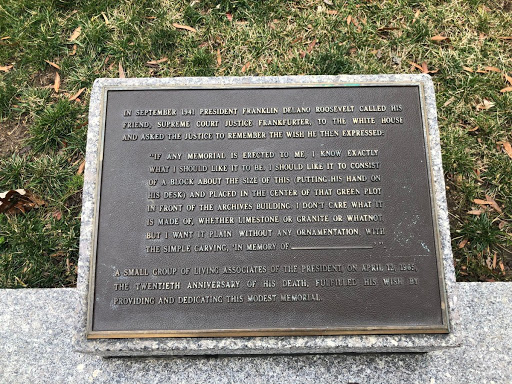 IN SEPTEMBER 1941 PRESIDENT FRANKLIN DELANO ROOSEVELT CALLED HIS
FRIEND, SUPREME COURT JUSTICE FRANKFURTER, TO THE WHITE HOUSE
AND ASKED THE JUSTICE TO REMEMBER THE WISH HE THEN EXPRESSED:
"IF ANY MEMORIAL IS ERECTED TO ME, I KNOW EXACTLY
WHAT I SHOULD LIKE IT TO BE. I SHOULD LIKE IT TO CONSIST
OF A BLOCK ABOUT THE SIZE OF THIS (PUTTING HIS HAND ON
HIS DESK) AND PLACED IN THE CENTER OF THAT GREEN PLOT
IN FRONT OF THE ARCHIVES BUILDING. I DON'T CARE WHAT IT
IS MADE OF, WHETHER LIMESTONE OR GRANITE OR WHATNOT,
BUT I WANT IT PLAIN WITHOUT ANY ORNAMENTATION, WITH
THE SIMPLE CARVING, 'IN MEMORY OF ____________'."
A SMALL GROUP OF LIVING ASSOCIATES OF THE PRESIDENT, ON APRIL 12, 1965,
THE TWENTIETH ANNIVERSARY OF HIS DEATH, FULFILLED HIS WISH BY
PROVIDING AND DEDICATING THIS MODEST MEMORIAL.